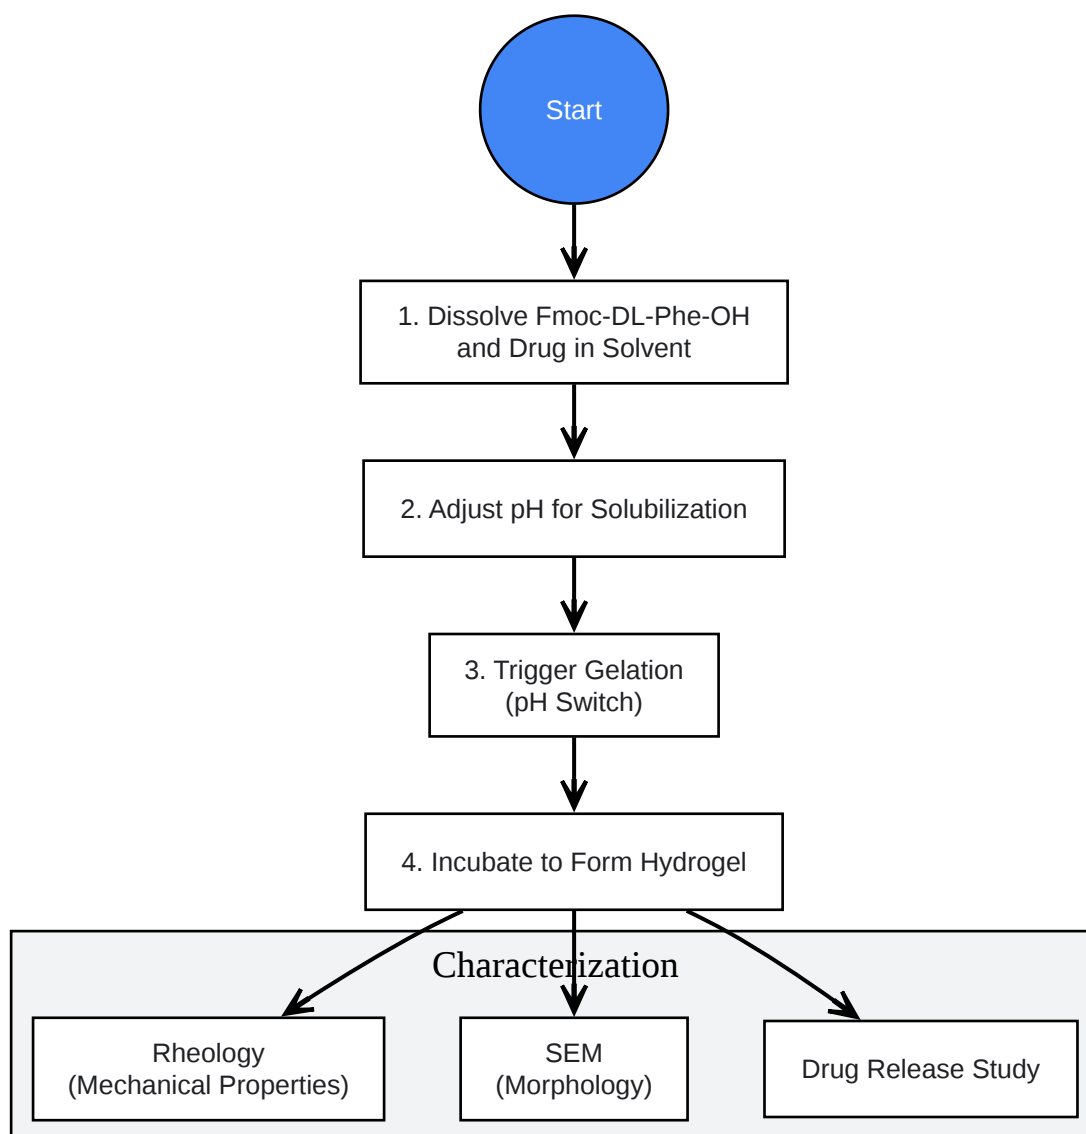 Start
1. Dissolve Fmoc-DL-Phe-OH
and Drug in Solvent
2. Adjust pH for Solubilization
3. Trigger Gelation
(pH Switch)
4. Incubate to Form Hydrogel
Characterization
Rheology
(Mechanical Properties)
SEM
(Morphology)
Drug Release Study